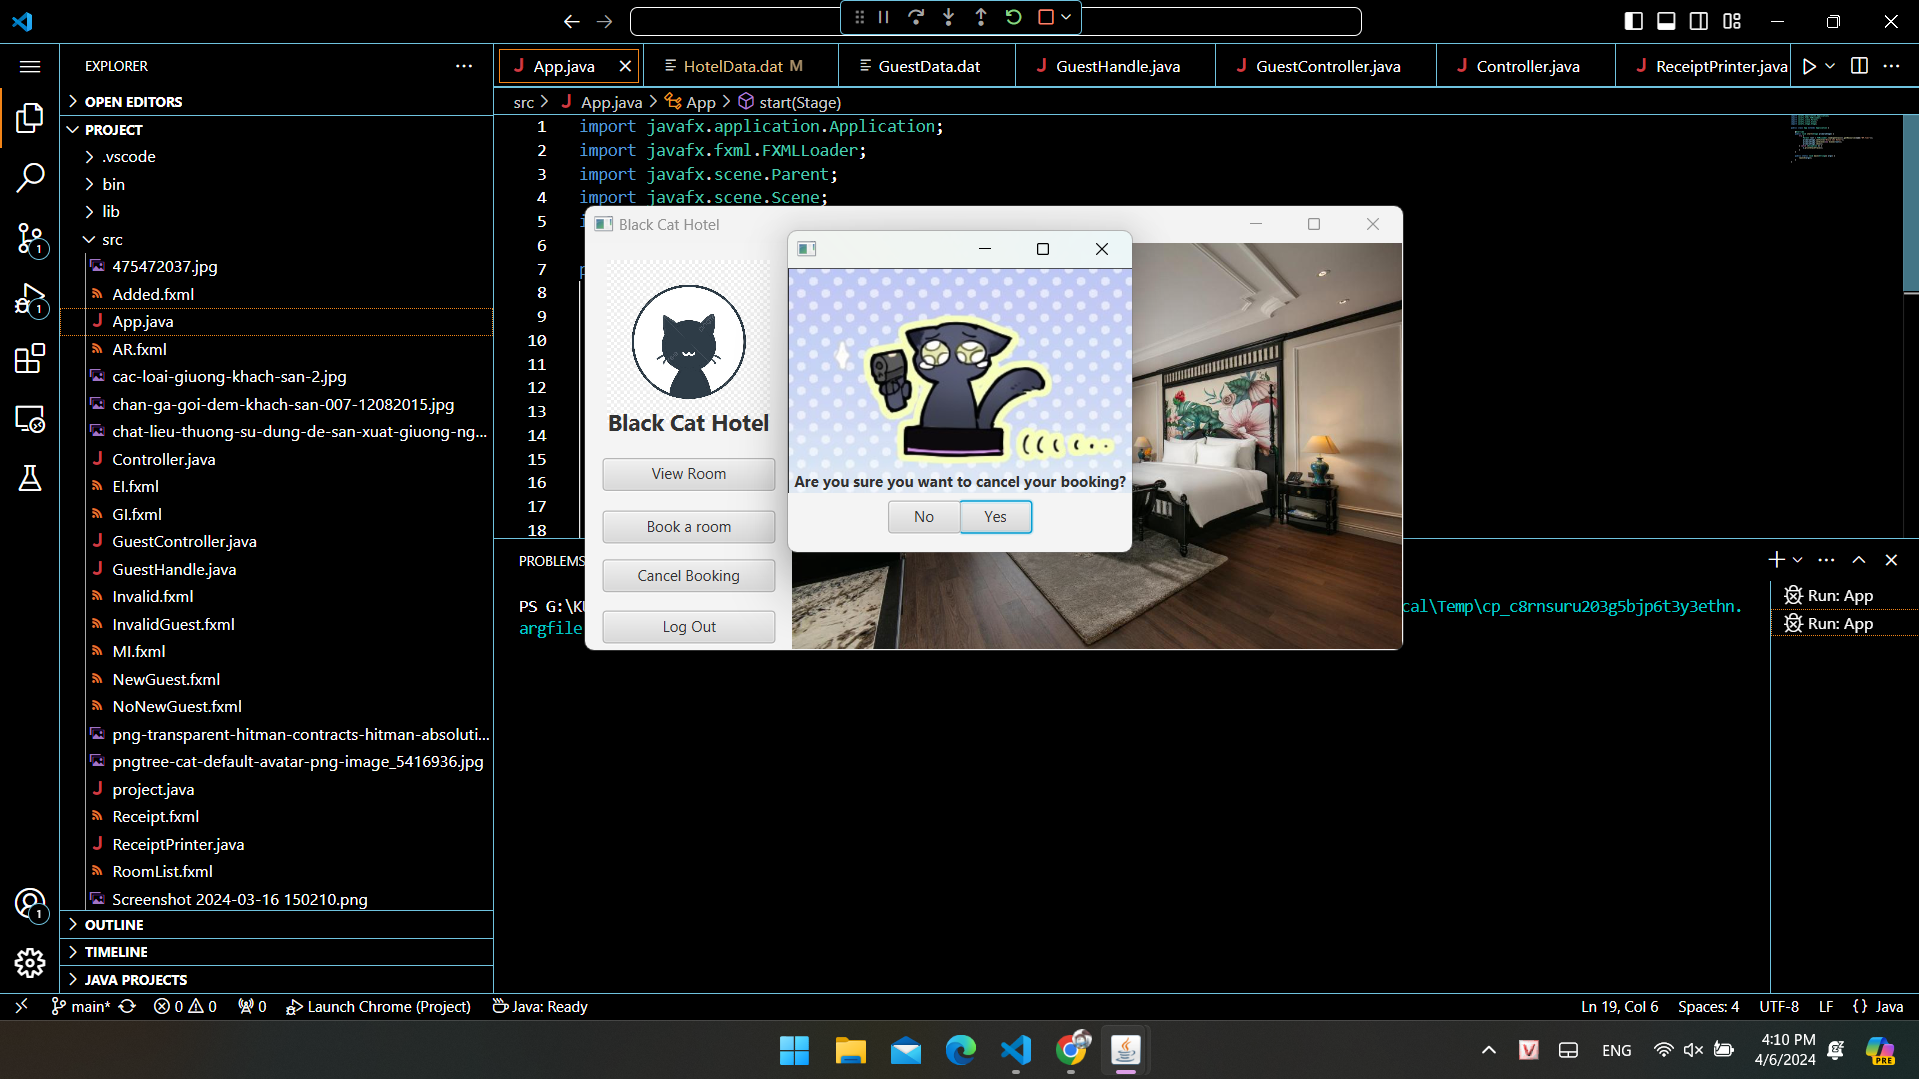 EXPLORER
OPEN EDITORS
PROJECT
.vscode
bin
lib
src
475472037.jpg
Added.fxml
App.java
AR.fxml
cac-loai-giuong-khach-san-2.jpg
chan-ga-goi-dem-khach-san-007-12082015.jpg
chat-lieu-thuong-su-dung-de-san-xuat-giuong-ng...
Controller.java
EI.fxml
GI.fxml
GuestController.java
GuestHandle.java
Invalid.fxml
InvalidGuest.fxml
MI.fxml
NewGuest.fxml
NoNewGuest.fxml
png-transparent-hitman-contracts-hitman-absoluti...
pngtree-cat-default-avatar-png-image_5416936.jpg
project.java
Receipt.fxml
ReceiptPrinter.java
RoomList.fxml
Screenshot 2024-03-16 150210.png
OUTLINE
TIMELINE
JAVA PROJECTS
1
1
1
App.java HotelData.dat M GuestData.dat GuestHandle.java GuestController.java Controller.java ReceiptPrinter.java
src App.java App start(Stage)
1 import javafx.application.Application;
2 import javafx.fxml.FXMLLoader;
3 import javafx.scene.Parent;
4 import javafx.scene.Scene;
5 i
6
7 p
8
9
10
11
12
13
14
15
16
17
18
Black Cat Hotel
Black Cat Hotel
View Room
Book a room
Cancel Booking
Log Out
Are you sure you want to cancel your booking?
No Yes
PROBLEMS
PS G:\K
cal\Temp\cp_c8rnsuru203g5bjp6t3y3ethn.
argfile
Run: App
Run: App
main* 0 0 0 Launch Chrome (Project) Java: Ready
Ln 19, Col 6 Spaces: 4 UTF-8 LF {} Java
V ENG 4:10 PM
4/6/2024
PRE